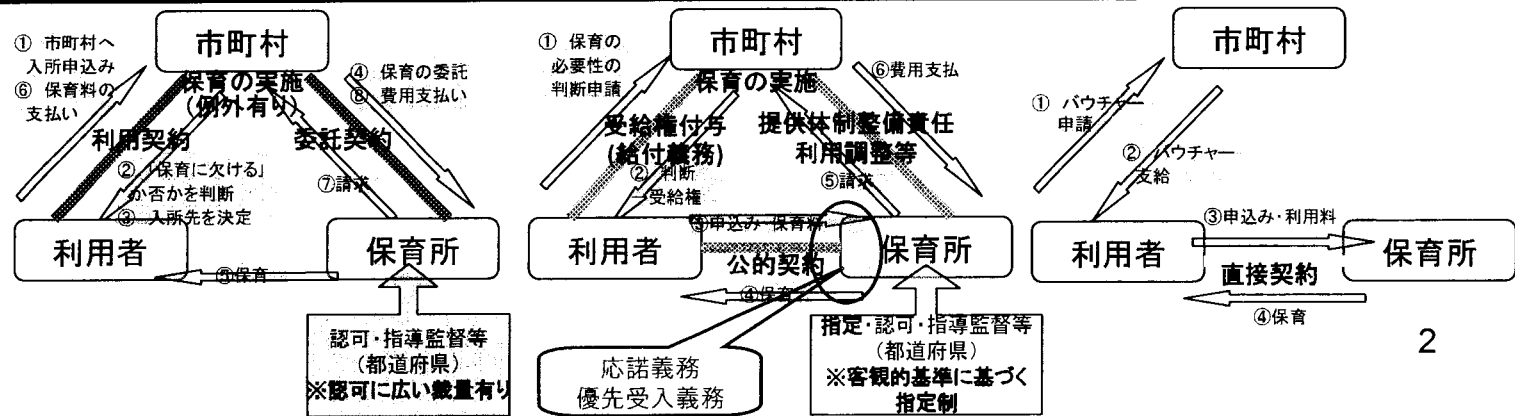 市町村
① 市町村へ
入所申込み
⑥ 保育料の
支払い
保育の実施
(例外有り)
④ 保育の委託
⑧ 費用支払い
利用契約
委託契約
②「保育に欠ける」
か否かを判断
③ 入所先を決定
⑦請求
利用者
保育所
⑤保育
認可・指導監督等
(都道府県)
※認可に広い裁量有り
市町村
① 保育の
必要性の
判断申請
保育の実施
⑥費用支払
受給権付与
(給付義務)
提供体制整備責任
利用調整等
② 判断
→受給権
⑤請求
③申込み・保育料
利用者
保育所
公的契約
④保育
応諾義務
優先受入義務
指定・認可・指導監督等
(都道府県)
※客観的基準に基づく
指定制
市町村
① バウチャー
申請
② バウチャー
支給
③申込み・利用料
利用者
保育所
直接契約
④保育
2